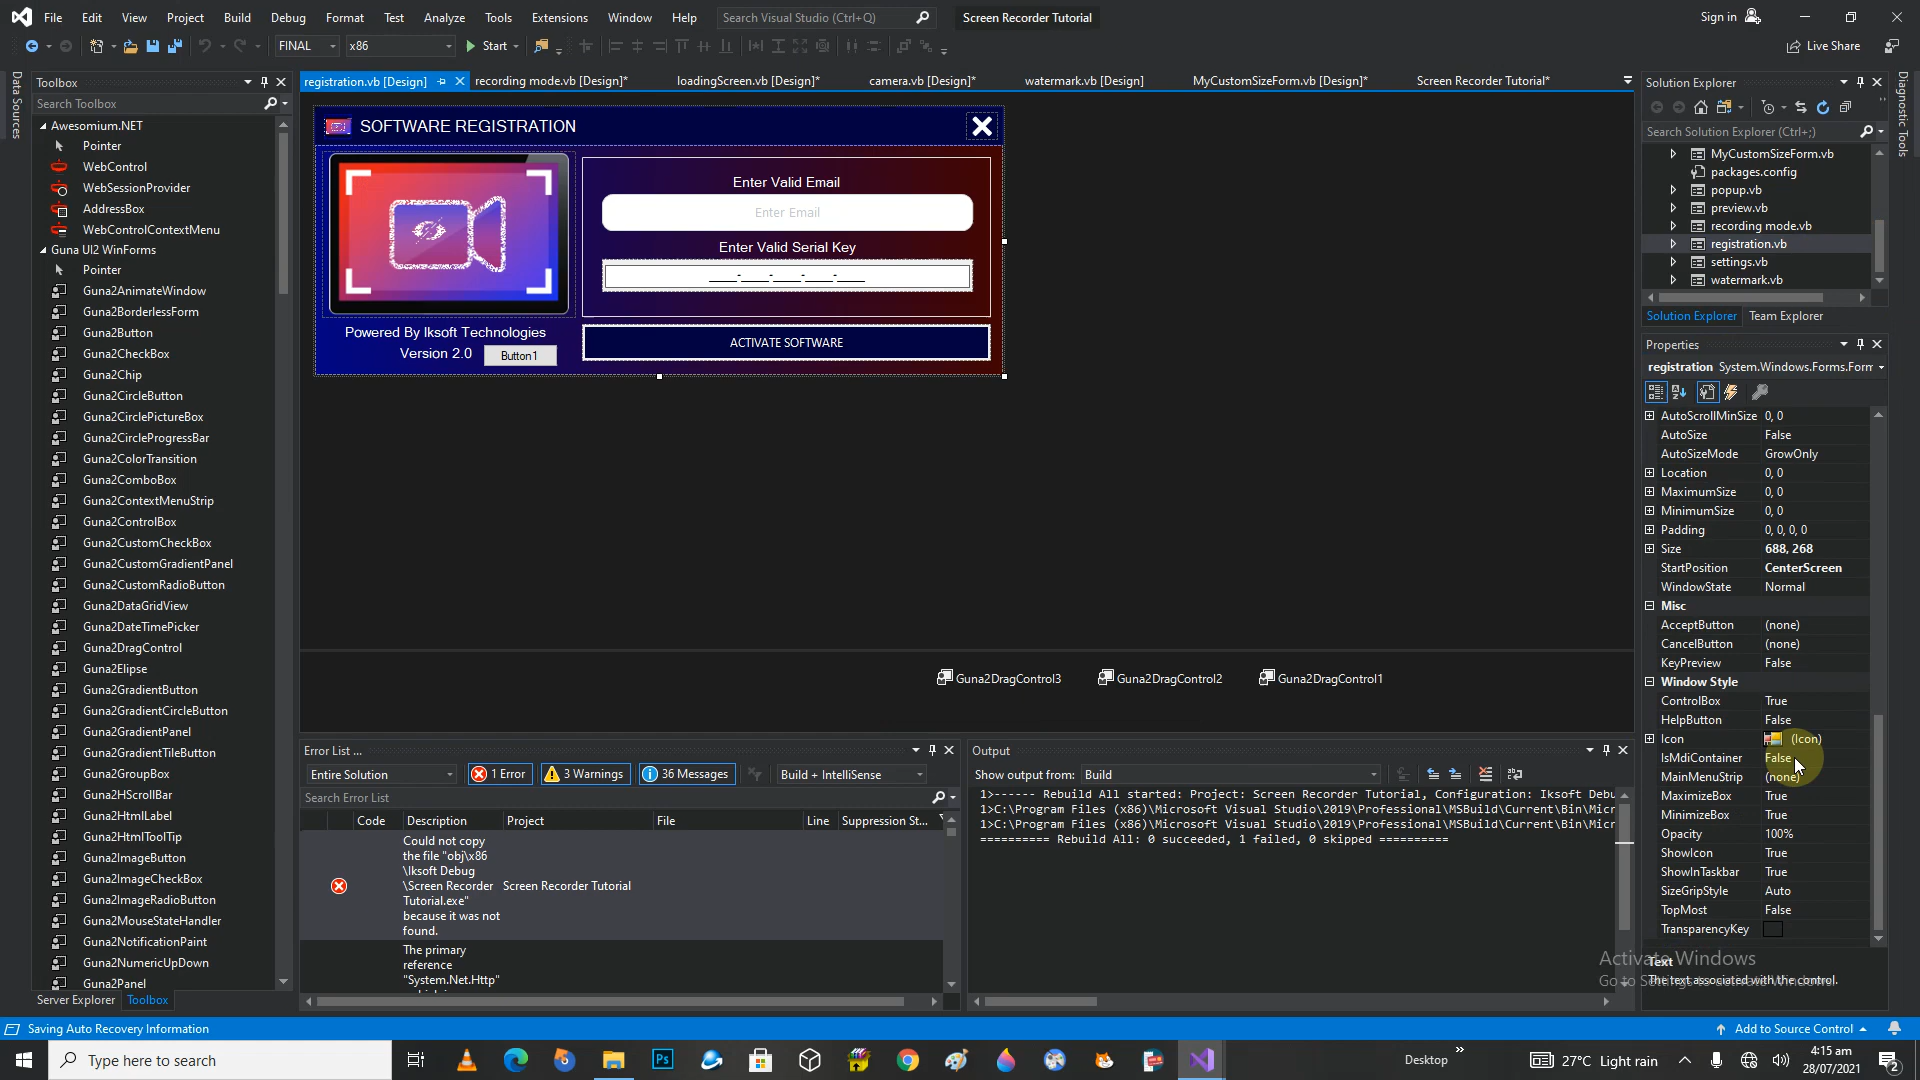 File Edit View Project Build Debug Format Test Analyze Tools Extensions Window Help Search Visual Studio (Ctrl+Q) Screen Recorder Tutorial Sign in
FINAL x86 Start Live Share
Data Sources
Toolbox
Search Toolbox
Awesomium.NET
Pointer
WebControl
WebSessionProvider
AddressBox
WebControlContextMenu
Guna UI2 WinForms
Pointer
Guna2AnimateWindow
Guna2BorderlessForm
Guna2Button
Guna2CheckBox
Guna2Chip
Guna2CircleButton
Guna2CirclePictureBox
Guna2CircleProgressBar
Guna2ColorTransition
Guna2ComboBox
Guna2ContextMenuStrip
Guna2ControlBox
Guna2CustomCheckBox
Guna2CustomGradientPanel
Guna2CustomRadioButton
Guna2DataGridView
Guna2DateTimePicker
Guna2DragControl
Guna2Elipse
Guna2GradientButton
Guna2GradientCircleButton
Guna2GradientPanel
Guna2GradientTileButton
Guna2GroupBox
Guna2HScrollBar
Guna2HtmlLabel
Guna2HtmlToolTip
Guna2ImageButton
Guna2ImageCheckBox
Guna2ImageRadioButton
Guna2MouseStateHandler
Guna2NotificationPaint
Guna2NumericUpDown
Guna2Panel
Server Explorer Toolbox
registration.vb [Design] recording mode.vb [Design]* loadingScreen.vb [Design]* camera.vb [Design]* watermark.vb [Design] MyCustomSizeForm.vb [Design]* Screen Recorder Tutorial*
SOFTWARE REGISTRATION
Enter Valid Email
Enter Email
Enter Valid Serial Key
____-____-____-____-____
Powered By Iksoft Technologies
Version 2.0 Button1
ACTIVATE SOFTWARE
Guna2DragControl3 Guna2DragControl2 Guna2DragControl1
Error List ...
Entire Solution 1 Error 3 Warnings 36 Messages Build + IntelliSense
Search Error List
Code Description Project File Line Suppression St...
Could not copy
the file "obj\x86
\Iksoft Debug
\Screen Recorder Screen Recorder Tutorial
Tutorial.exe"
because it was not
found.
The primary
reference
"System.Net.Http"
Output
Show output from: Build
1>------ Rebuild All started: Project: Screen Recorder Tutorial, Configuration: Iksoft Debu
1>C:\Program Files (x86)\Microsoft Visual Studio\2019\Professional\MSBuild\Current\Bin\Micr
1>C:\Program Files (x86)\Microsoft Visual Studio\2019\Professional\MSBuild\Current\Bin\Micr
========== Rebuild All: 0 succeeded, 1 failed, 0 skipped ==========
Solution Explorer
Search Solution Explorer (Ctrl+;)
MyCustomSizeForm.vb
packages.config
popup.vb
preview.vb
recording mode.vb
registration.vb
settings.vb
watermark.vb
Solution Explorer Team Explorer
Diagnostic Tools
Properties
registration System.Windows.Forms.Form
AutoScrollMinSize 0, 0
AutoSize False
AutoSizeMode GrowOnly
Location 0, 0
MaximumSize 0, 0
MinimumSize 0, 0
Padding 0, 0, 0, 0
Size 688, 268
StartPosition CenterScreen
WindowState Normal
Misc
AcceptButton (none)
CancelButton (none)
KeyPreview False
Window Style
ControlBox True
HelpButton False
Icon (Icon)
IsMdiContainer False
MainMenuStrip (none)
MaximizeBox True
MinimizeBox True
Opacity 100%
ShowIcon True
ShowInTaskbar True
SizeGripStyle Auto
TopMost False
TransparencyKey
Text
The text associated with the control.
Activate Windows
Go to Settings to activate Windows.
Saving Auto Recovery Information Add to Source Control
Type here to search Desktop 27°C Light rain 4:15 am
28/07/2021 2